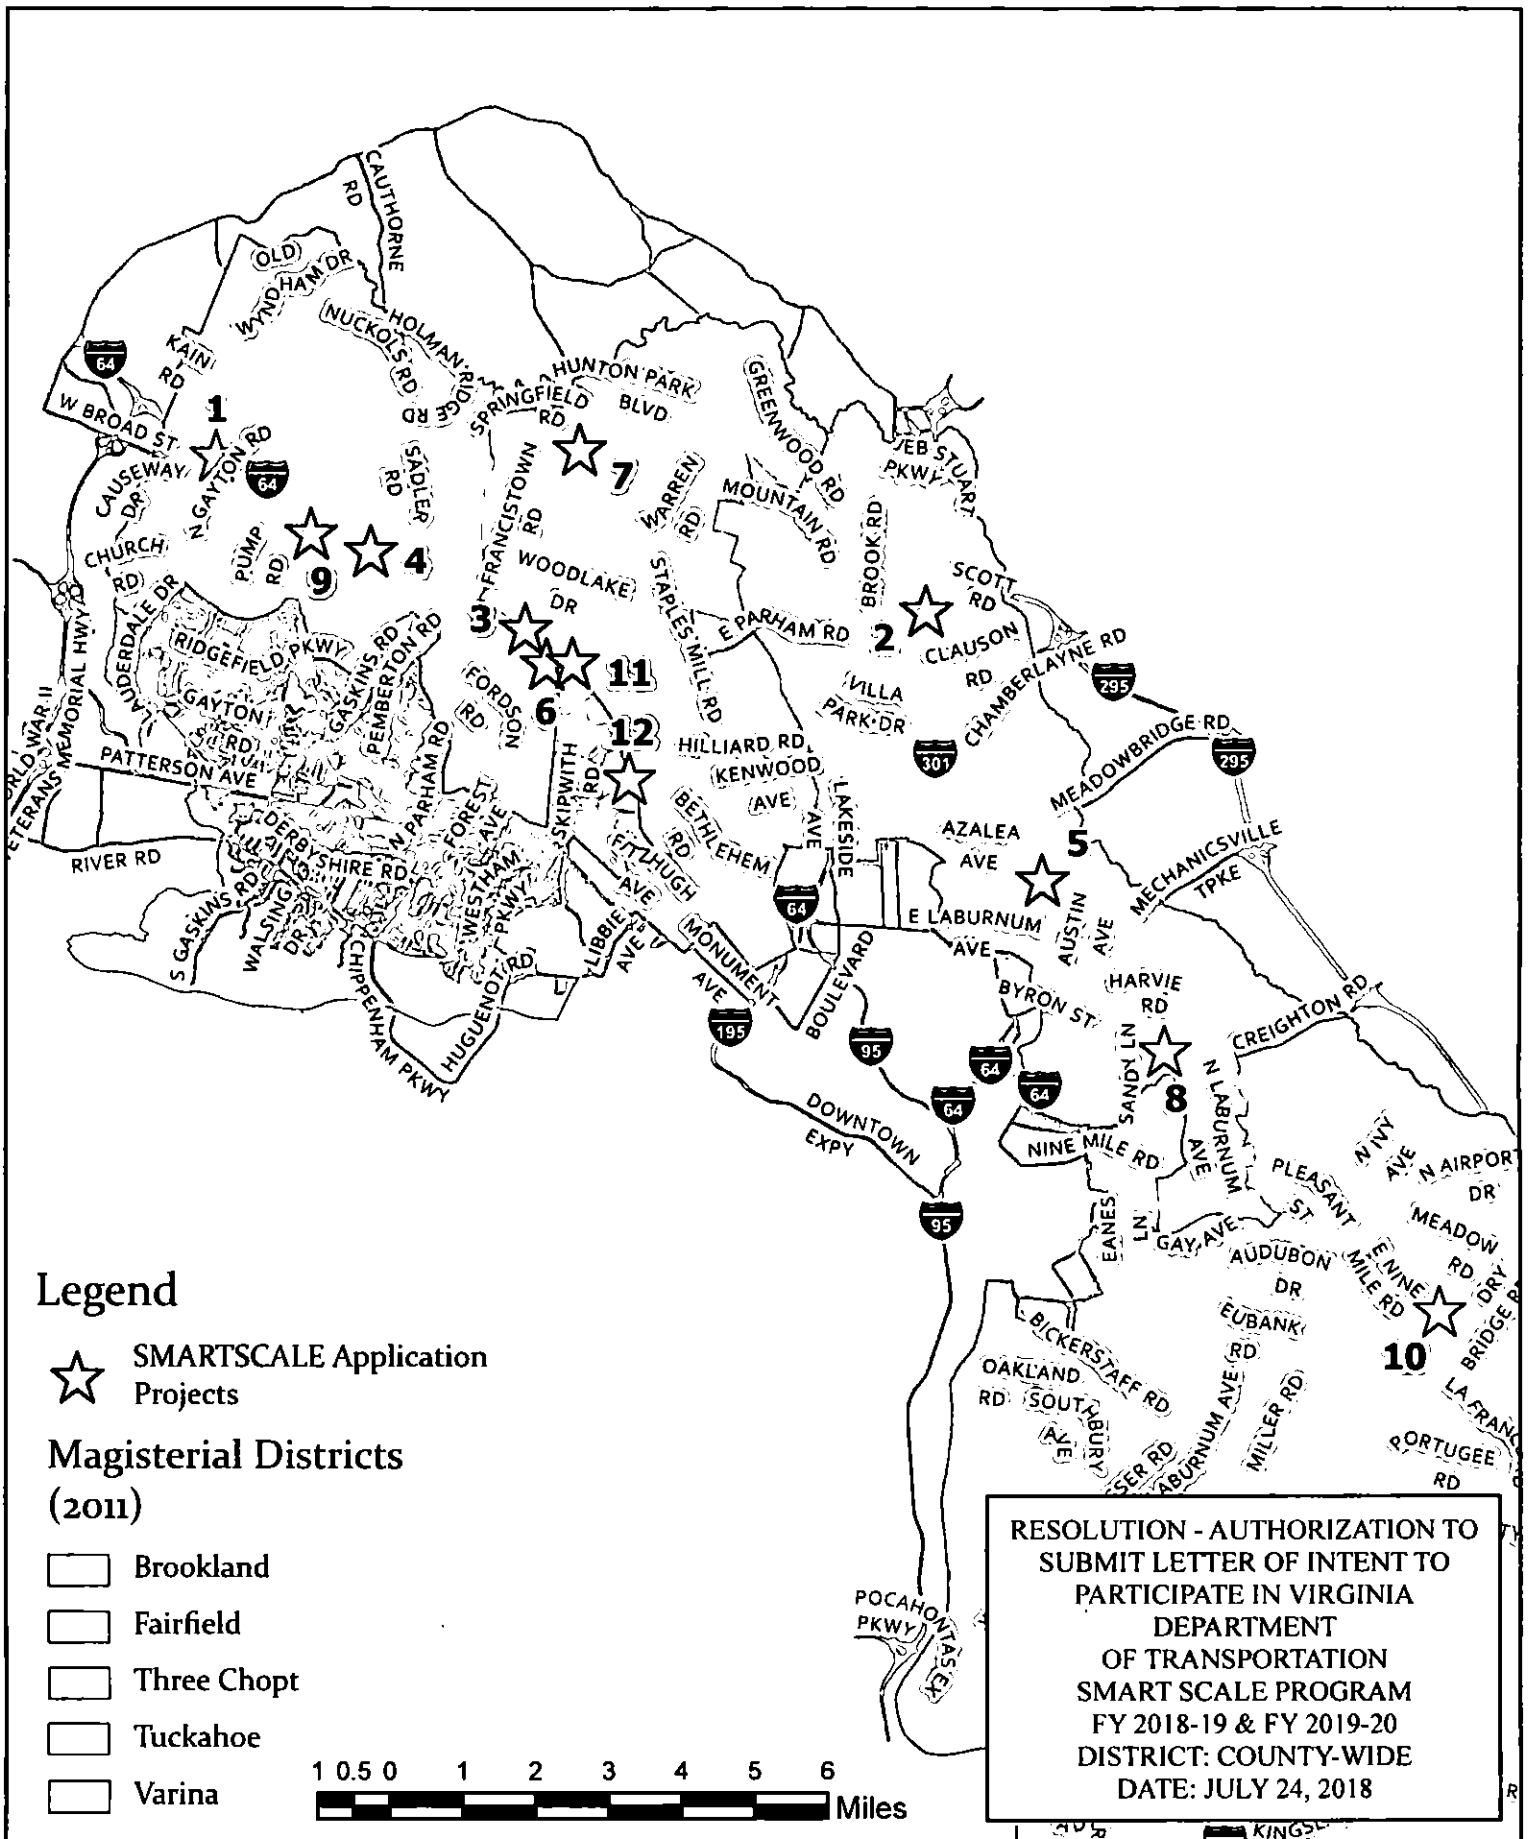 CAUTHORNE
RD
OLD
WYNDHAM DR
NUCKOLS RD
HOLMAN RIDGE RD
KAIN
RD
64
W BROAD ST
1
CAUSEWAY
DR
N GAYTON RD
64
SADLER
RD
SPRINGFIELD
RD
HUNTON PARK
BLVD
7
FRANCISTOWN
RD
WARREN
RD
GREENWOOD RD
MOUNTAIN RD
JEB STUART
PKWY
BROOK RD
CHURCH
RD
PUMP
RD
9
4
WOODLAKE
DR
STAPLES MILL RD
E PARHAM RD
SCOTT
RD
2
CLAUSON
RD
CHAMBERLAYNE RD
295
LAUDERDALE DR
RIDGEFIELD PKWY
GASKINS RD
PEMBERTON RD
3
11
6
12
FORDSON
RD
VILLA
PARK DR
301
MEADOWBRIDGE RD
295
MEMORIAL HWY
GAYTON
RD
PATTERSON AVE
N PARHAM RD
SKIPWITH
RD
HILLIARD RD
KENWOOD
AVE
LAKESIDE
AVE
RIVER RD
DERBYSHIRE RD
FOREST
AVE
FITZHUGH
AVE
BETHLEHEM
RD
AZALEA
AVE
5
MECHANICSVILLE
TPKE
S GASKINS RD
WALSING
DR
WESTHAM
PKWY
LIBBIE
AVE
MONUMENT
AVE
64
E LABURNUM
AVE
AUSTIN
AVE
CHIPPENHAM PKWY
HUGUENOT RD
195
BOULEVARD
95
BYRON ST
HARVIE
RD
CREIGHTON RD
64
64
64
SANDY LN
8
N LABURNUM
AVE
DOWNTOWN
EXPY
NINE MILE RD
95
EANES
LN
GAY AVE
PLEASANT
ST
N IVY
AVE
N AIRPORT
DR
MEADOW
RD
AUDUBON
DR
E NINE
MILE RD
DRY
BRIDGE R
10
EUBANK
RD
BICKERSTAFF RD
OAKLAND
RD
SOUTHBURY
AVE
MILLER RD
LABURNUM AVE
SER RD
LA FRANC
PORTUGEE
RD
POCAHONTAS
PKWY
EX
Legend
SMARTSCALE Application
Projects
Magisterial Districts
(2011)
Brookland
Fairfield
Three Chopt
Tuckahoe
Varina
1 0.5 0 1 2 3 4 5 6
Miles
RESOLUTION - AUTHORIZATION TO
SUBMIT LETTER OF INTENT TO
PARTICIPATE IN VIRGINIA
DEPARTMENT
OF TRANSPORTATION
SMART SCALE PROGRAM
FY 2018-19 & FY 2019-20
DISTRICT: COUNTY-WIDE
DATE: JULY 24, 2018